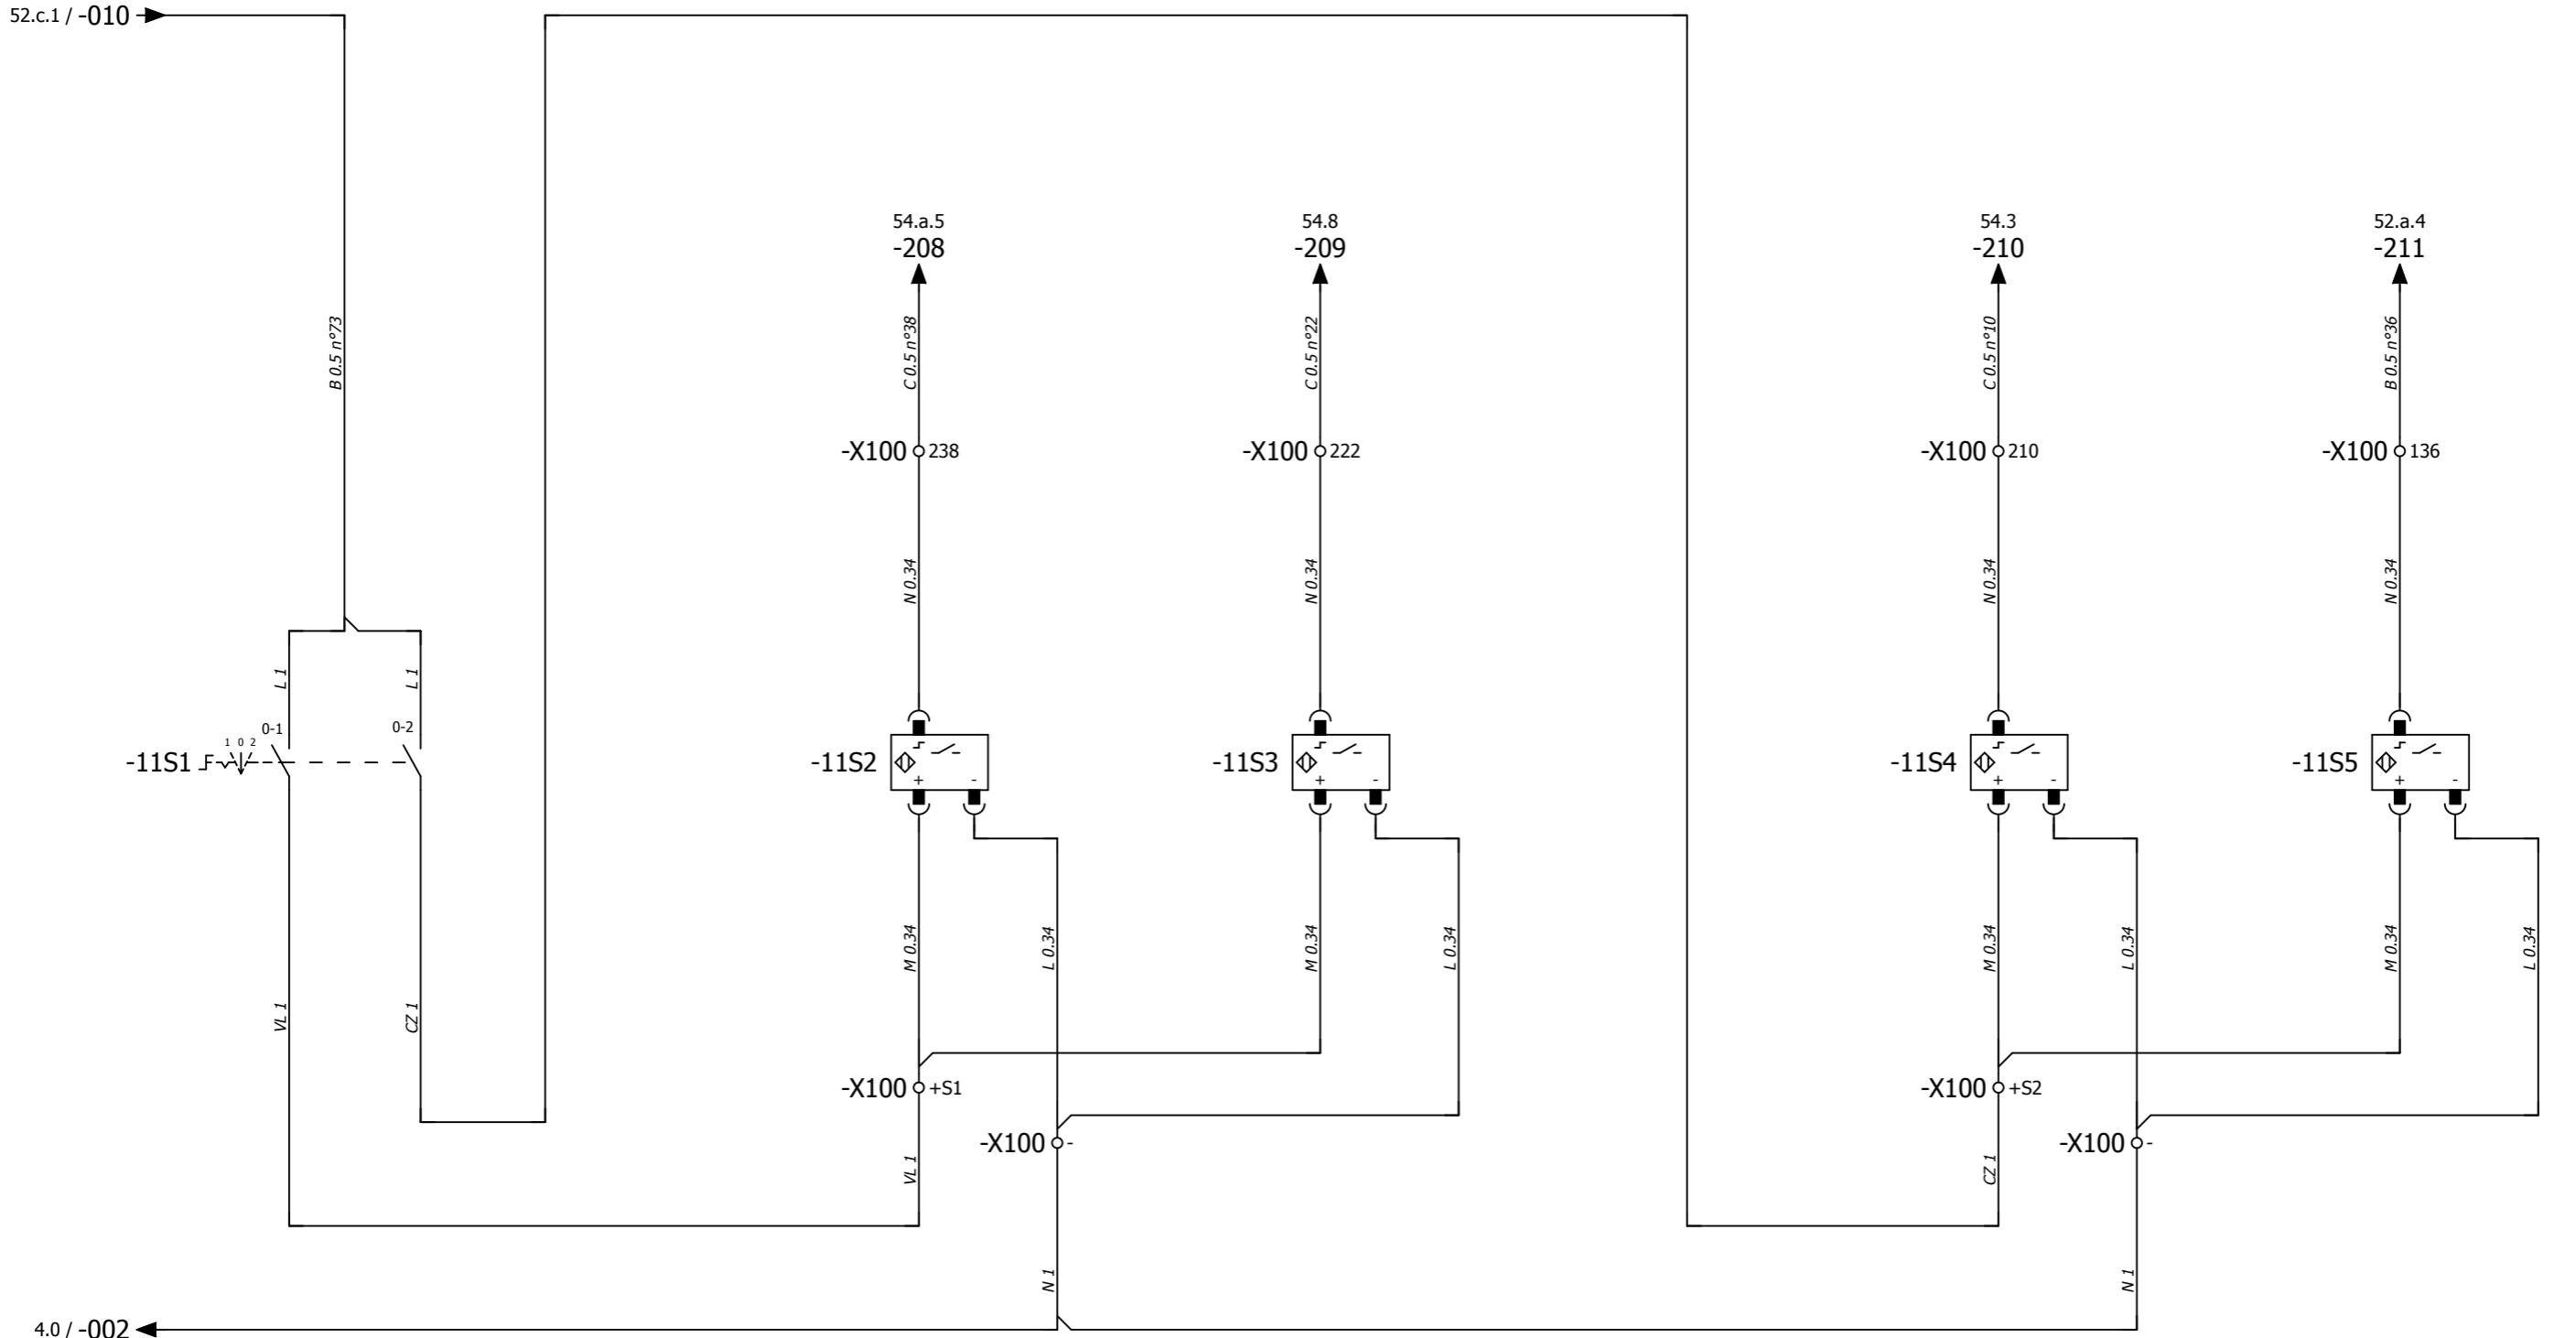 52.c.1 / -010
54.a.5
-208
54.8
-209
54.3
-210
52.a.4
-211
B 0.5 n°73
C 0.5 n°38
C 0.5 n°22
C 0.5 n°10
B 0.5 n°36
-X100 238
-X100 222
-X100 210
-X100 136
N 0.34
N 0.34
N 0.34
N 0.34
L 1
L 1
0-1
0-2
1 0 2
-11S1
-11S2
+ -
-11S3
+ -
-11S4
+ -
-11S5
+ -
M 0.34
L 0.34
M 0.34
L 0.34
M 0.34
L 0.34
M 0.34
L 0.34
VL 1
CZ 1
-X100 +S1
-X100 +S2
-X100 -
-X100 -
VL 1
CZ 1
N 1
N 1
4.0 / -002